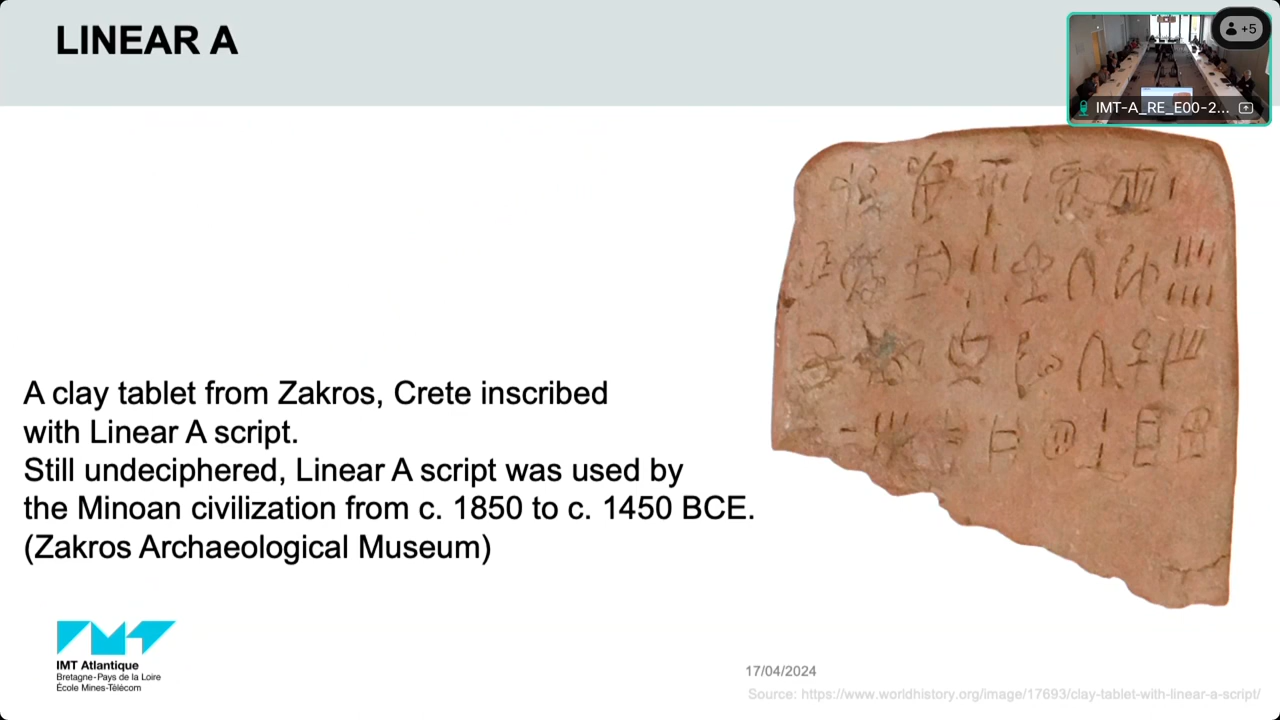 LINEAR A
+5
IMT-A_RE_E00-2...
A clay tablet from Zakros, Crete inscribed
with Linear A script.
Still undeciphered, Linear A script was used by
the Minoan civilization from c. 1850 to c. 1450 BCE.
(Zakros Archaeological Museum)
IMT Atlantique
Bretagne-Pays de la Loire
École Mines-Télécom
17/04/2024
Source: https://www.worldhistory.org/image/17693/clay-tablet-with-linear-a-script/